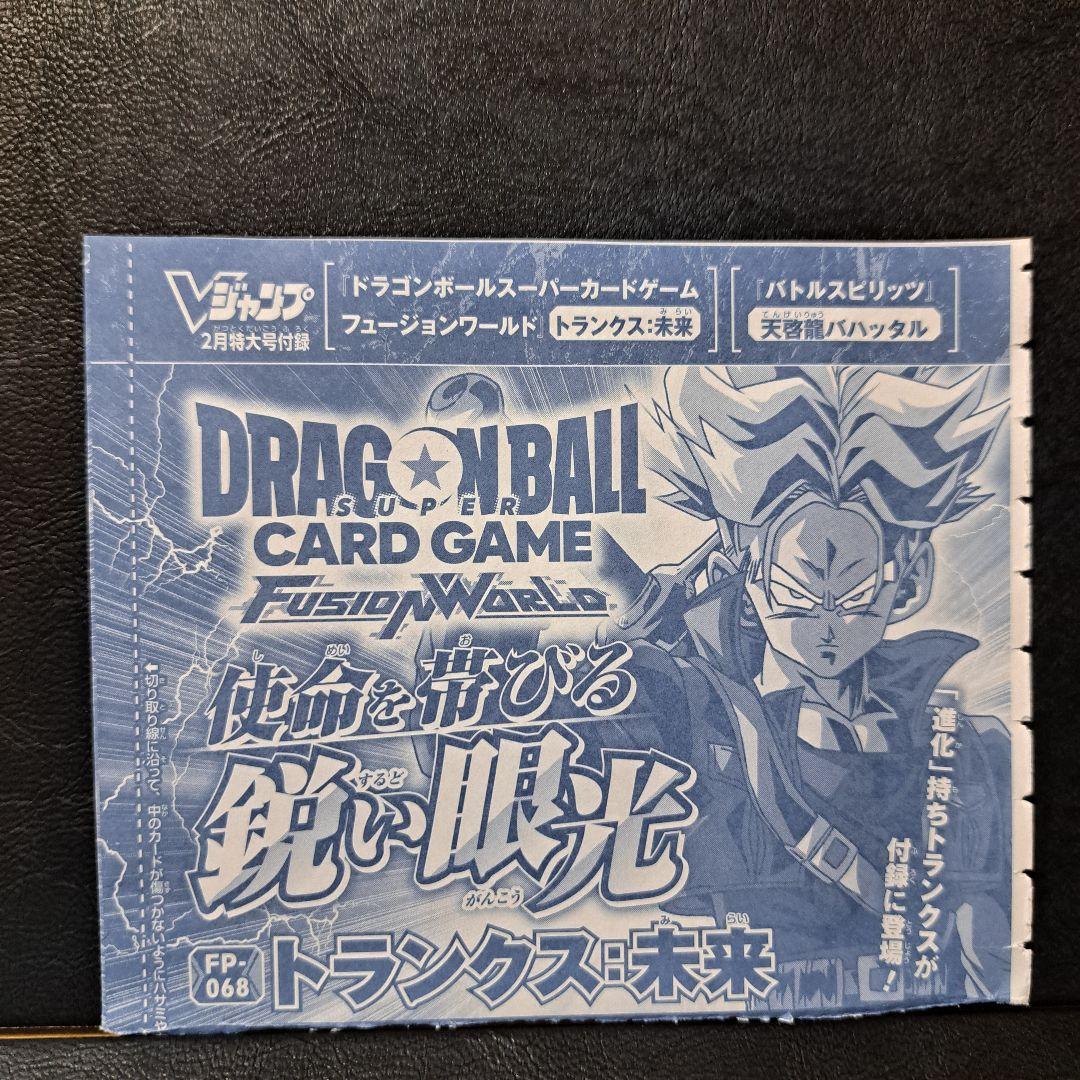 Vジャンプ
2月特大号付録
『ドラゴンボールスーパーカードゲーム
フュージョンワールド』トランクス:未来
『バトルスピリッツ』
天啓龍バハッタル
DRAGON BALL
SUPER
CARD GAME
FUSION WORLD
使命を帯びる
鋭い眼光
「進化」持ちトランクスが
付録に登場!
FP-
068
トランクス:未来
←切り取り線に沿って、中のカードが傷つかないようにハサミや